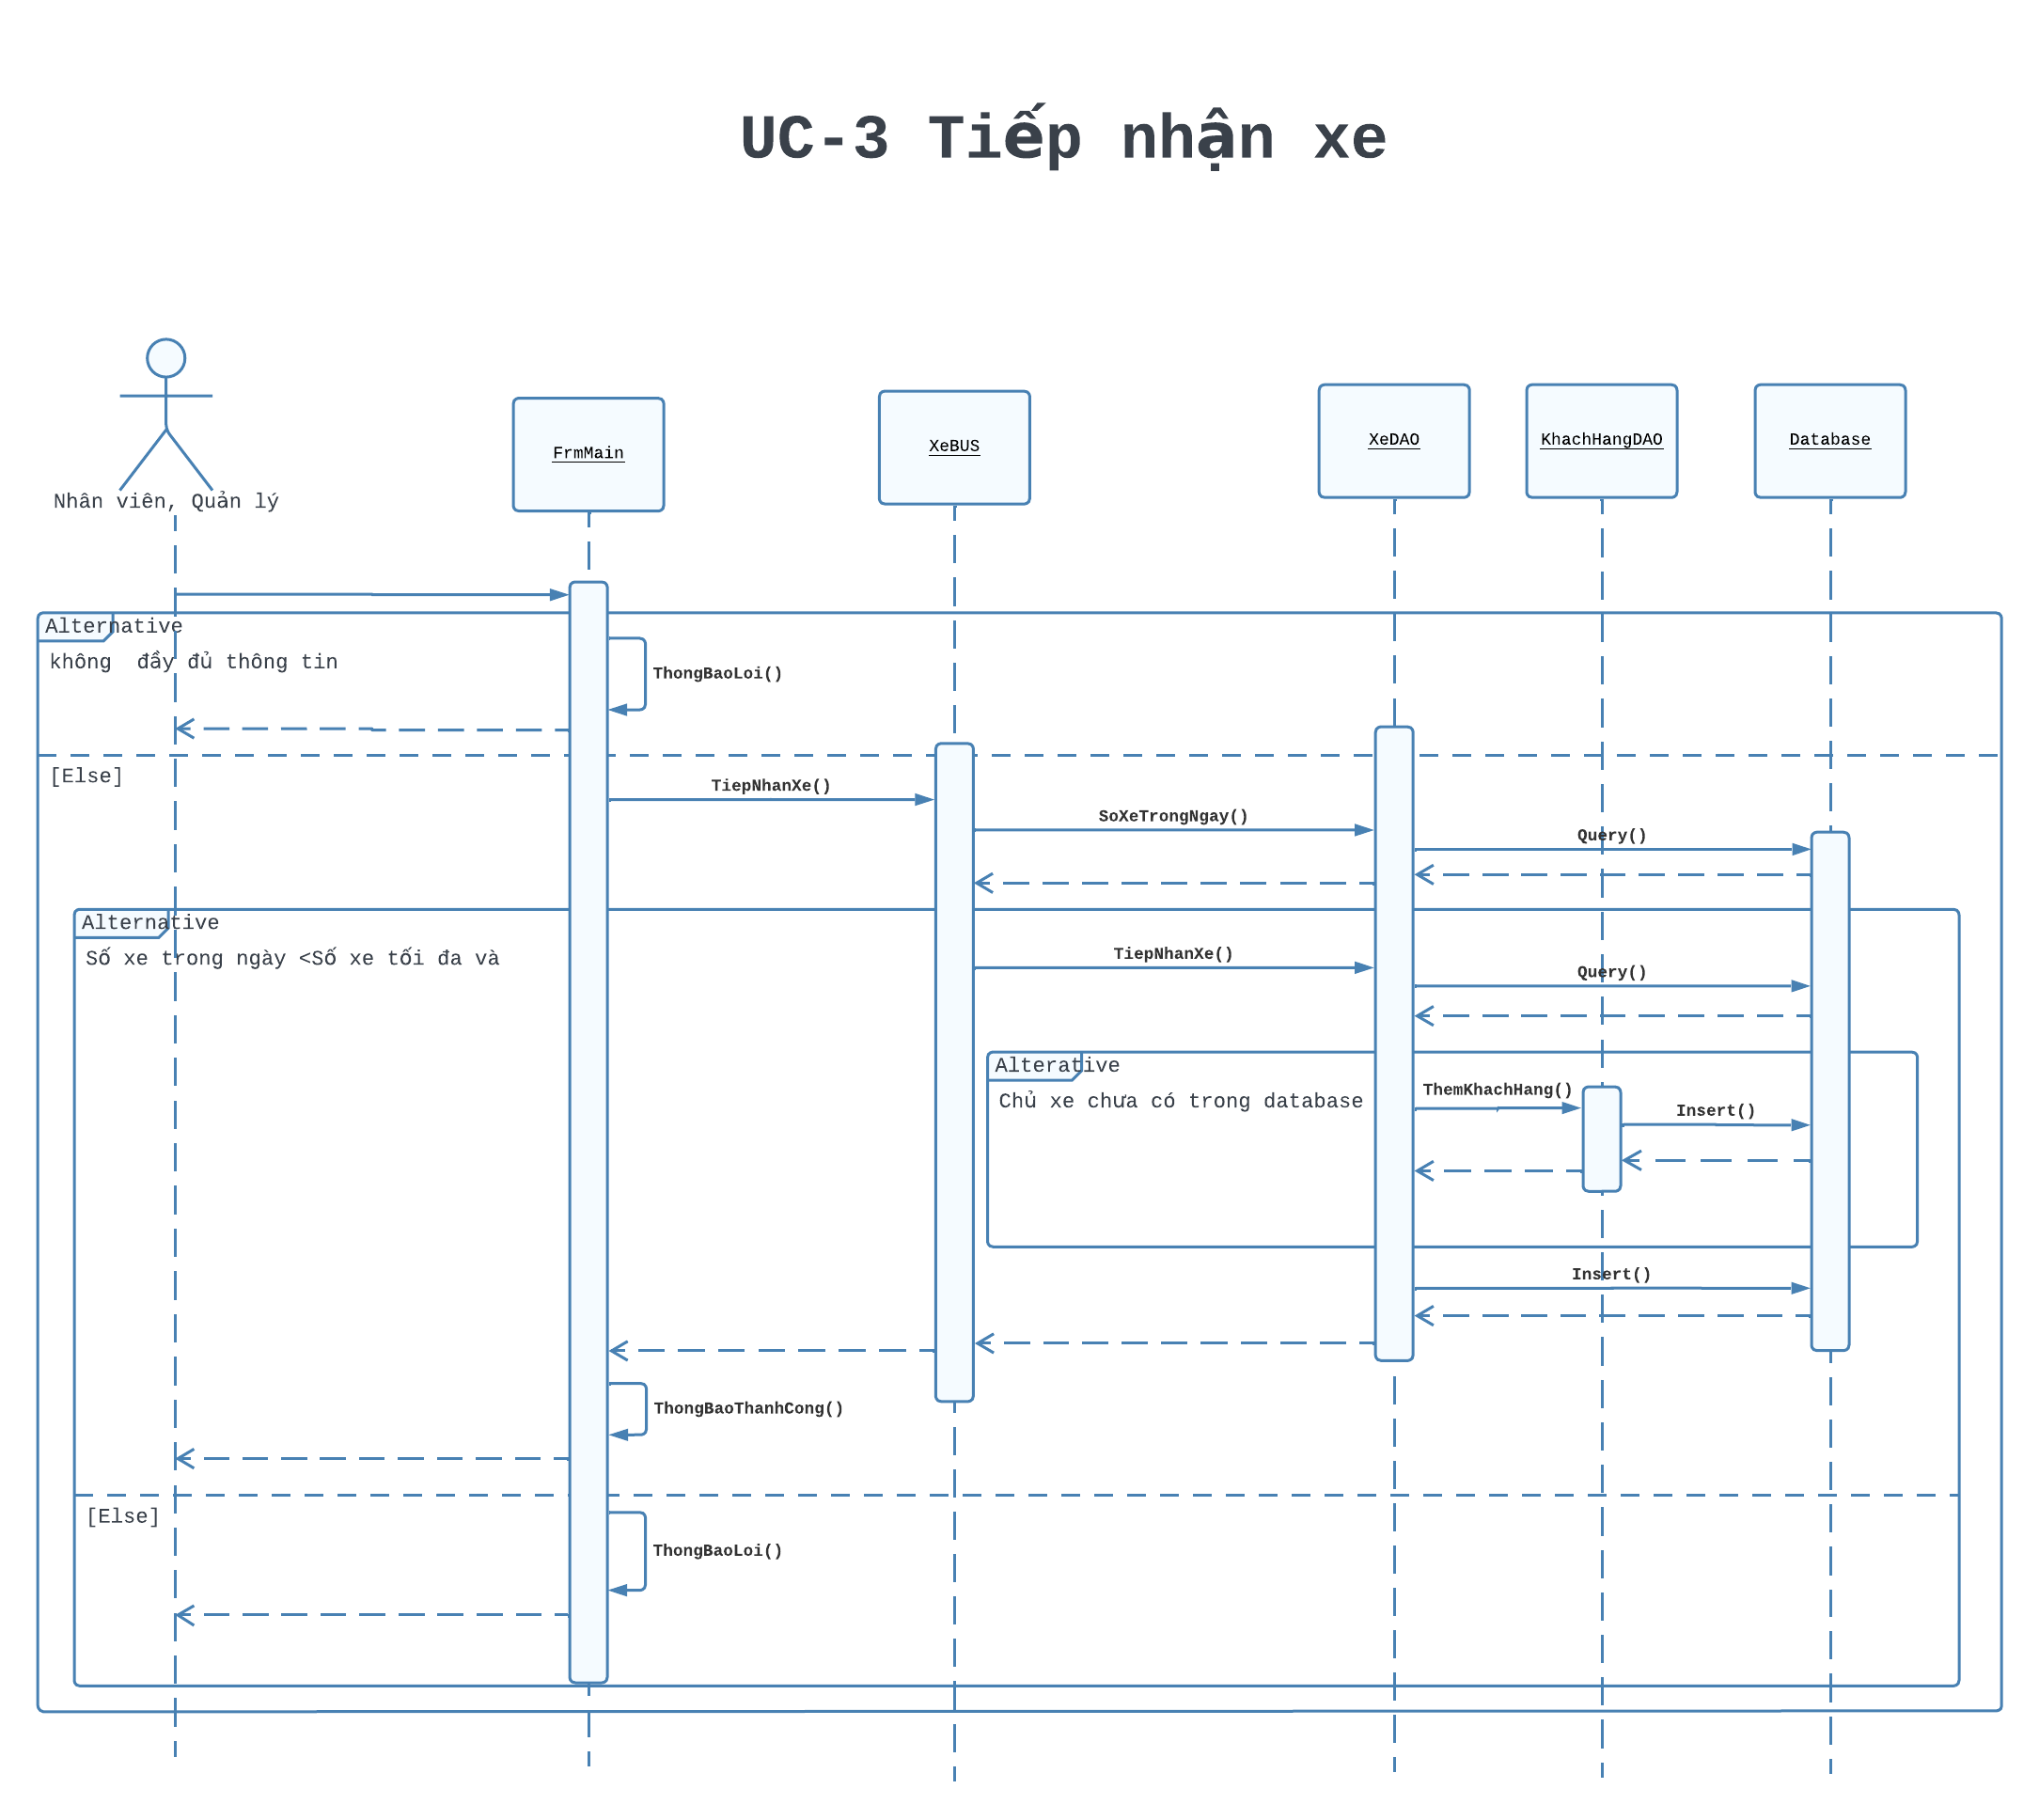 UC-3 Tiếp nhận xe
Nhân viên, Quản lý
FrmMain
XeBUS
XeDAO
KhachHangDAO
Database
Alternative
không  đầy đủ thông tin
ThongBaoLoi()
[Else]
TiepNhanXe()
SoXeTrongNgay()
Query()
Alternative
Số xe trong ngày <Số xe tối đa và
TiepNhanXe()
Query()
Alterative
Chủ xe chưa có trong database
ThemKhachHang()
Insert()
Insert()
ThongBaoThanhCong()
[Else]
ThongBaoLoi()